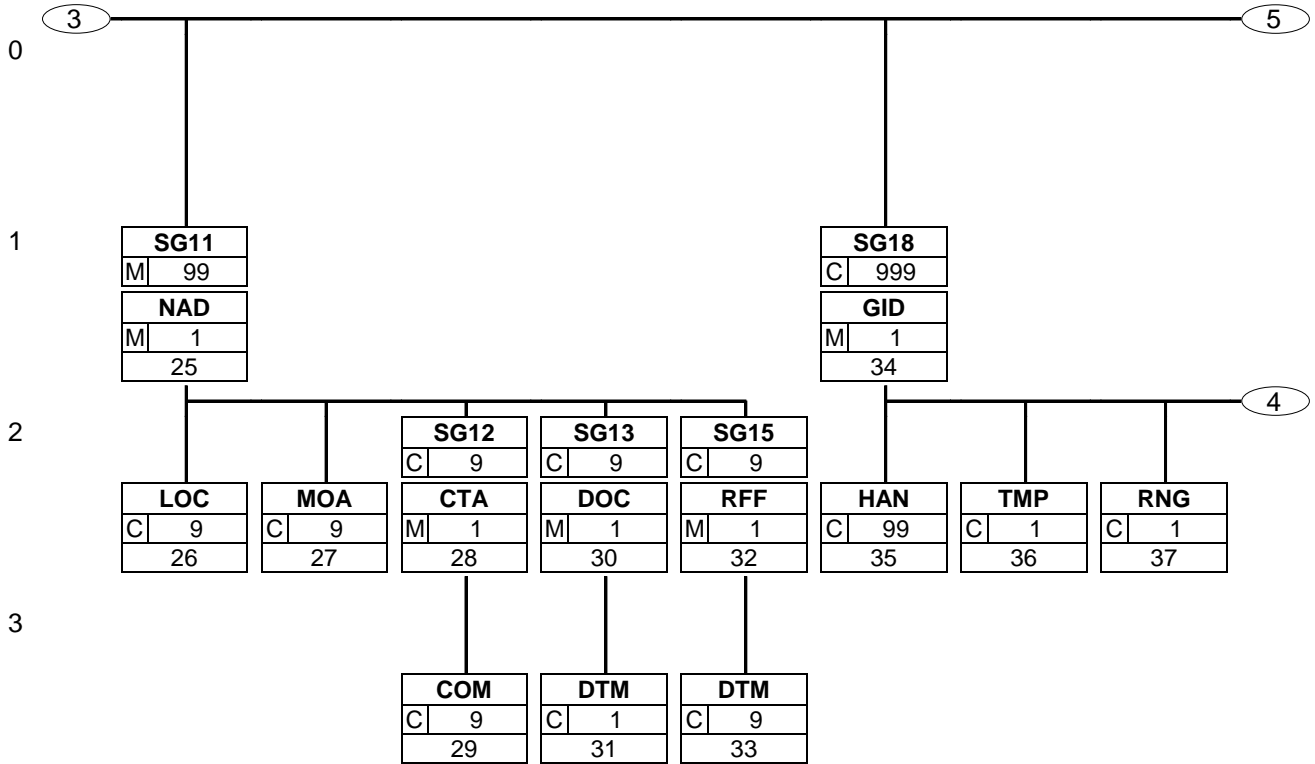 3 5
0
1 SG11 SG18
M 99 C 999
NAD GID
M 1 M 1
25 34
4
2 SG12 SG13 SG15
C 9 C 9 C 9
LOC MOA CTA DOC RFF HAN TMP RNG
C 9 C 9 M 1 M 1 M 1 C 99 C 1 C 1
26 27 28 30 32 35 36 37
3
COM DTM DTM
C 9 C 1 C 9
29 31 33